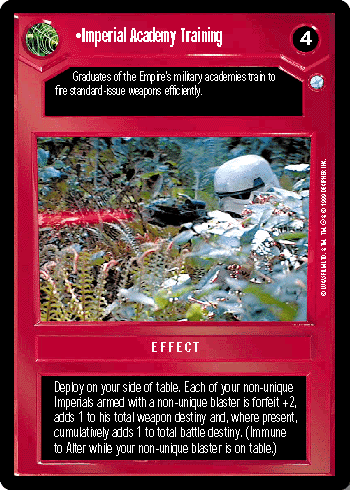 •Imperial Academy Training
4
Graduates of the Empire's military academies train to
fire standard-issue weapons efficiently.
EFFECT
Deploy on your side of table. Each of your non-unique
Imperials armed with a non-unique blaster is forfeit +2,
adds 1 to his total weapon destiny and, where present,
cumulatively adds 1 to total battle destiny. (Immune
to Alter while your non-unique blaster is on table.)